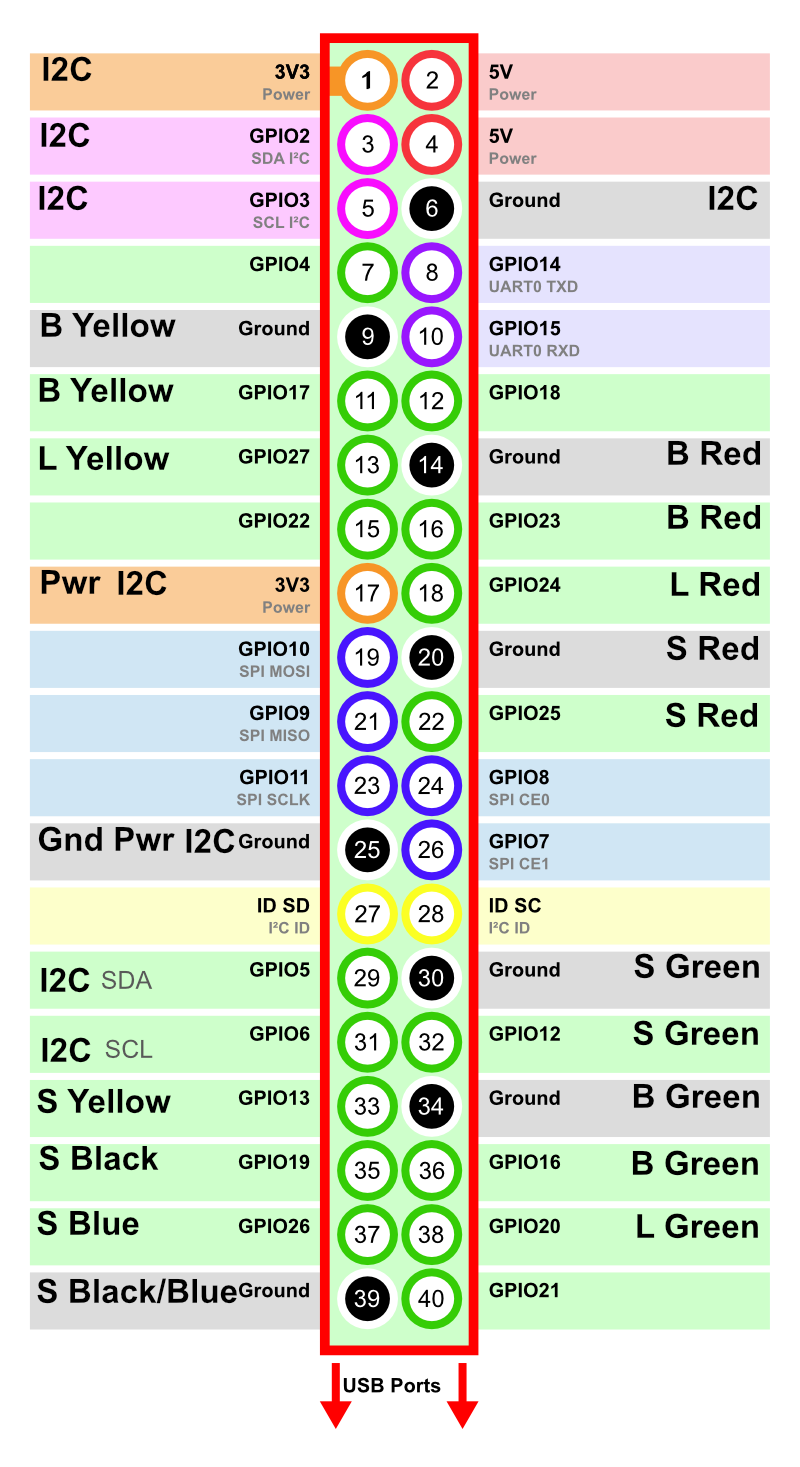 I2C 3V3 1 2 5V
Power Power
I2C GPIO2 3 4 5V
SDA I²C Power
I2C GPIO3 5 6 Ground I2C
SCL I²C
GPIO4 7 8 GPIO14
UART0 TXD
B Yellow Ground 9 10 GPIO15
UART0 RXD
B Yellow GPIO17 11 12 GPIO18
L Yellow GPIO27 13 14 Ground B Red
GPIO22 15 16 GPIO23 B Red
Pwr I2C 3V3 17 18 GPIO24 L Red
Power
GPIO10 19 20 Ground S Red
SPI MOSI
GPIO9 21 22 GPIO25 S Red
SPI MISO
GPIO11 23 24 GPIO8
SPI SCLK SPI CE0
Gnd Pwr I2C Ground 25 26 GPIO7
SPI CE1
ID SD 27 28 ID SC
I²C ID I²C ID
I2C SDA GPIO5 29 30 Ground S Green
I2C SCL GPIO6 31 32 GPIO12 S Green
S Yellow GPIO13 33 34 Ground B Green
S Black GPIO19 35 36 GPIO16 B Green
S Blue GPIO26 37 38 GPIO20 L Green
S Black/Blue Ground 39 40 GPIO21
USB Ports